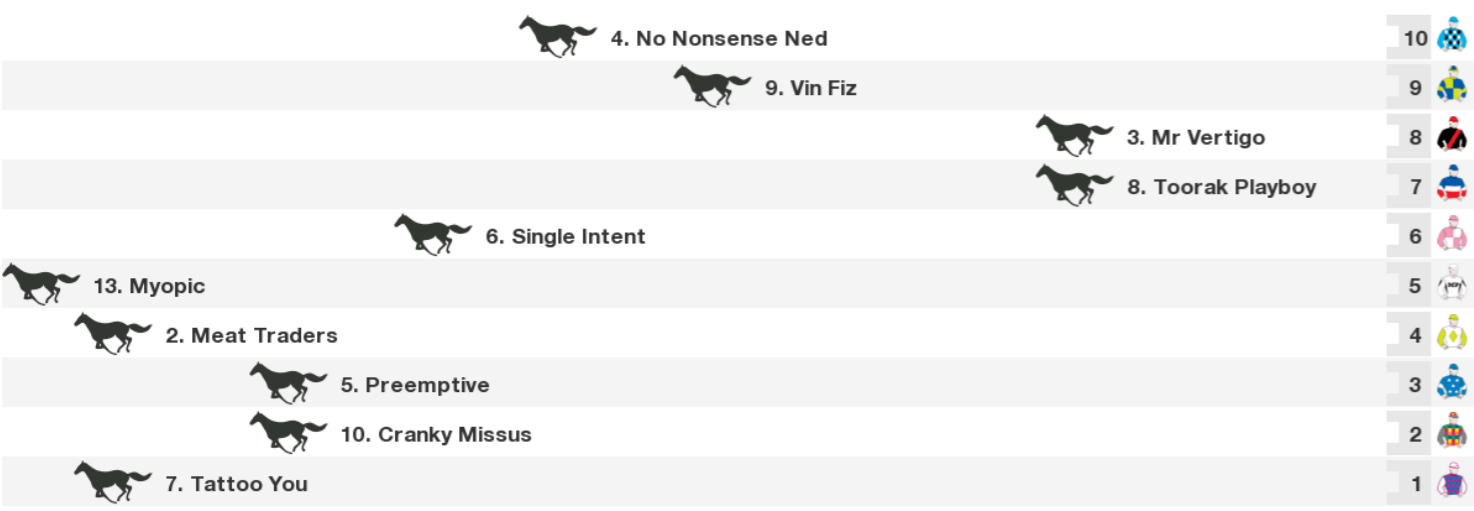 4. No Nonsense Ned 10
9. Vin Fiz 9
3. Mr Vertigo 8
8. Toorak Playboy 7
6. Single Intent 6
13. Myopic 5
2. Meat Traders 4
5. Preemptive 3
10. Cranky Missus 2
7. Tattoo You 1